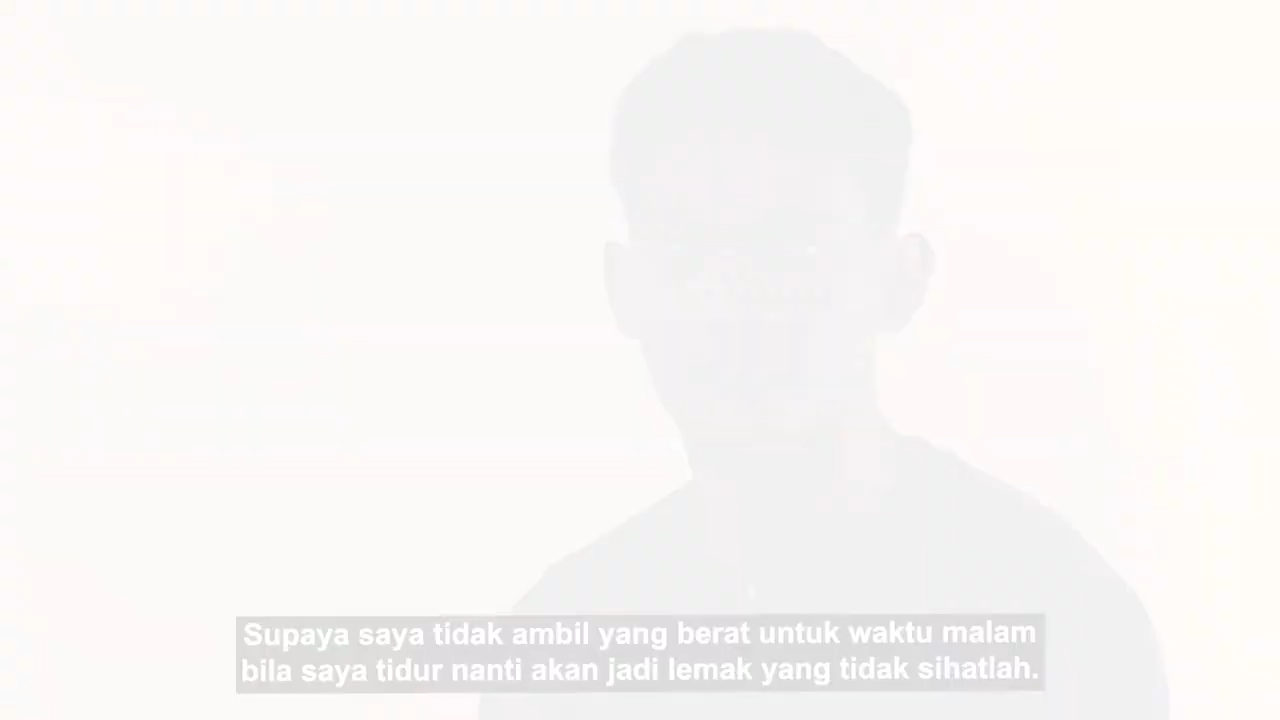 Supaya saya tidak ambil yang berat untuk waktu malam
bila saya tidur nanti akan jadi lemak yang tidak sihatlah.